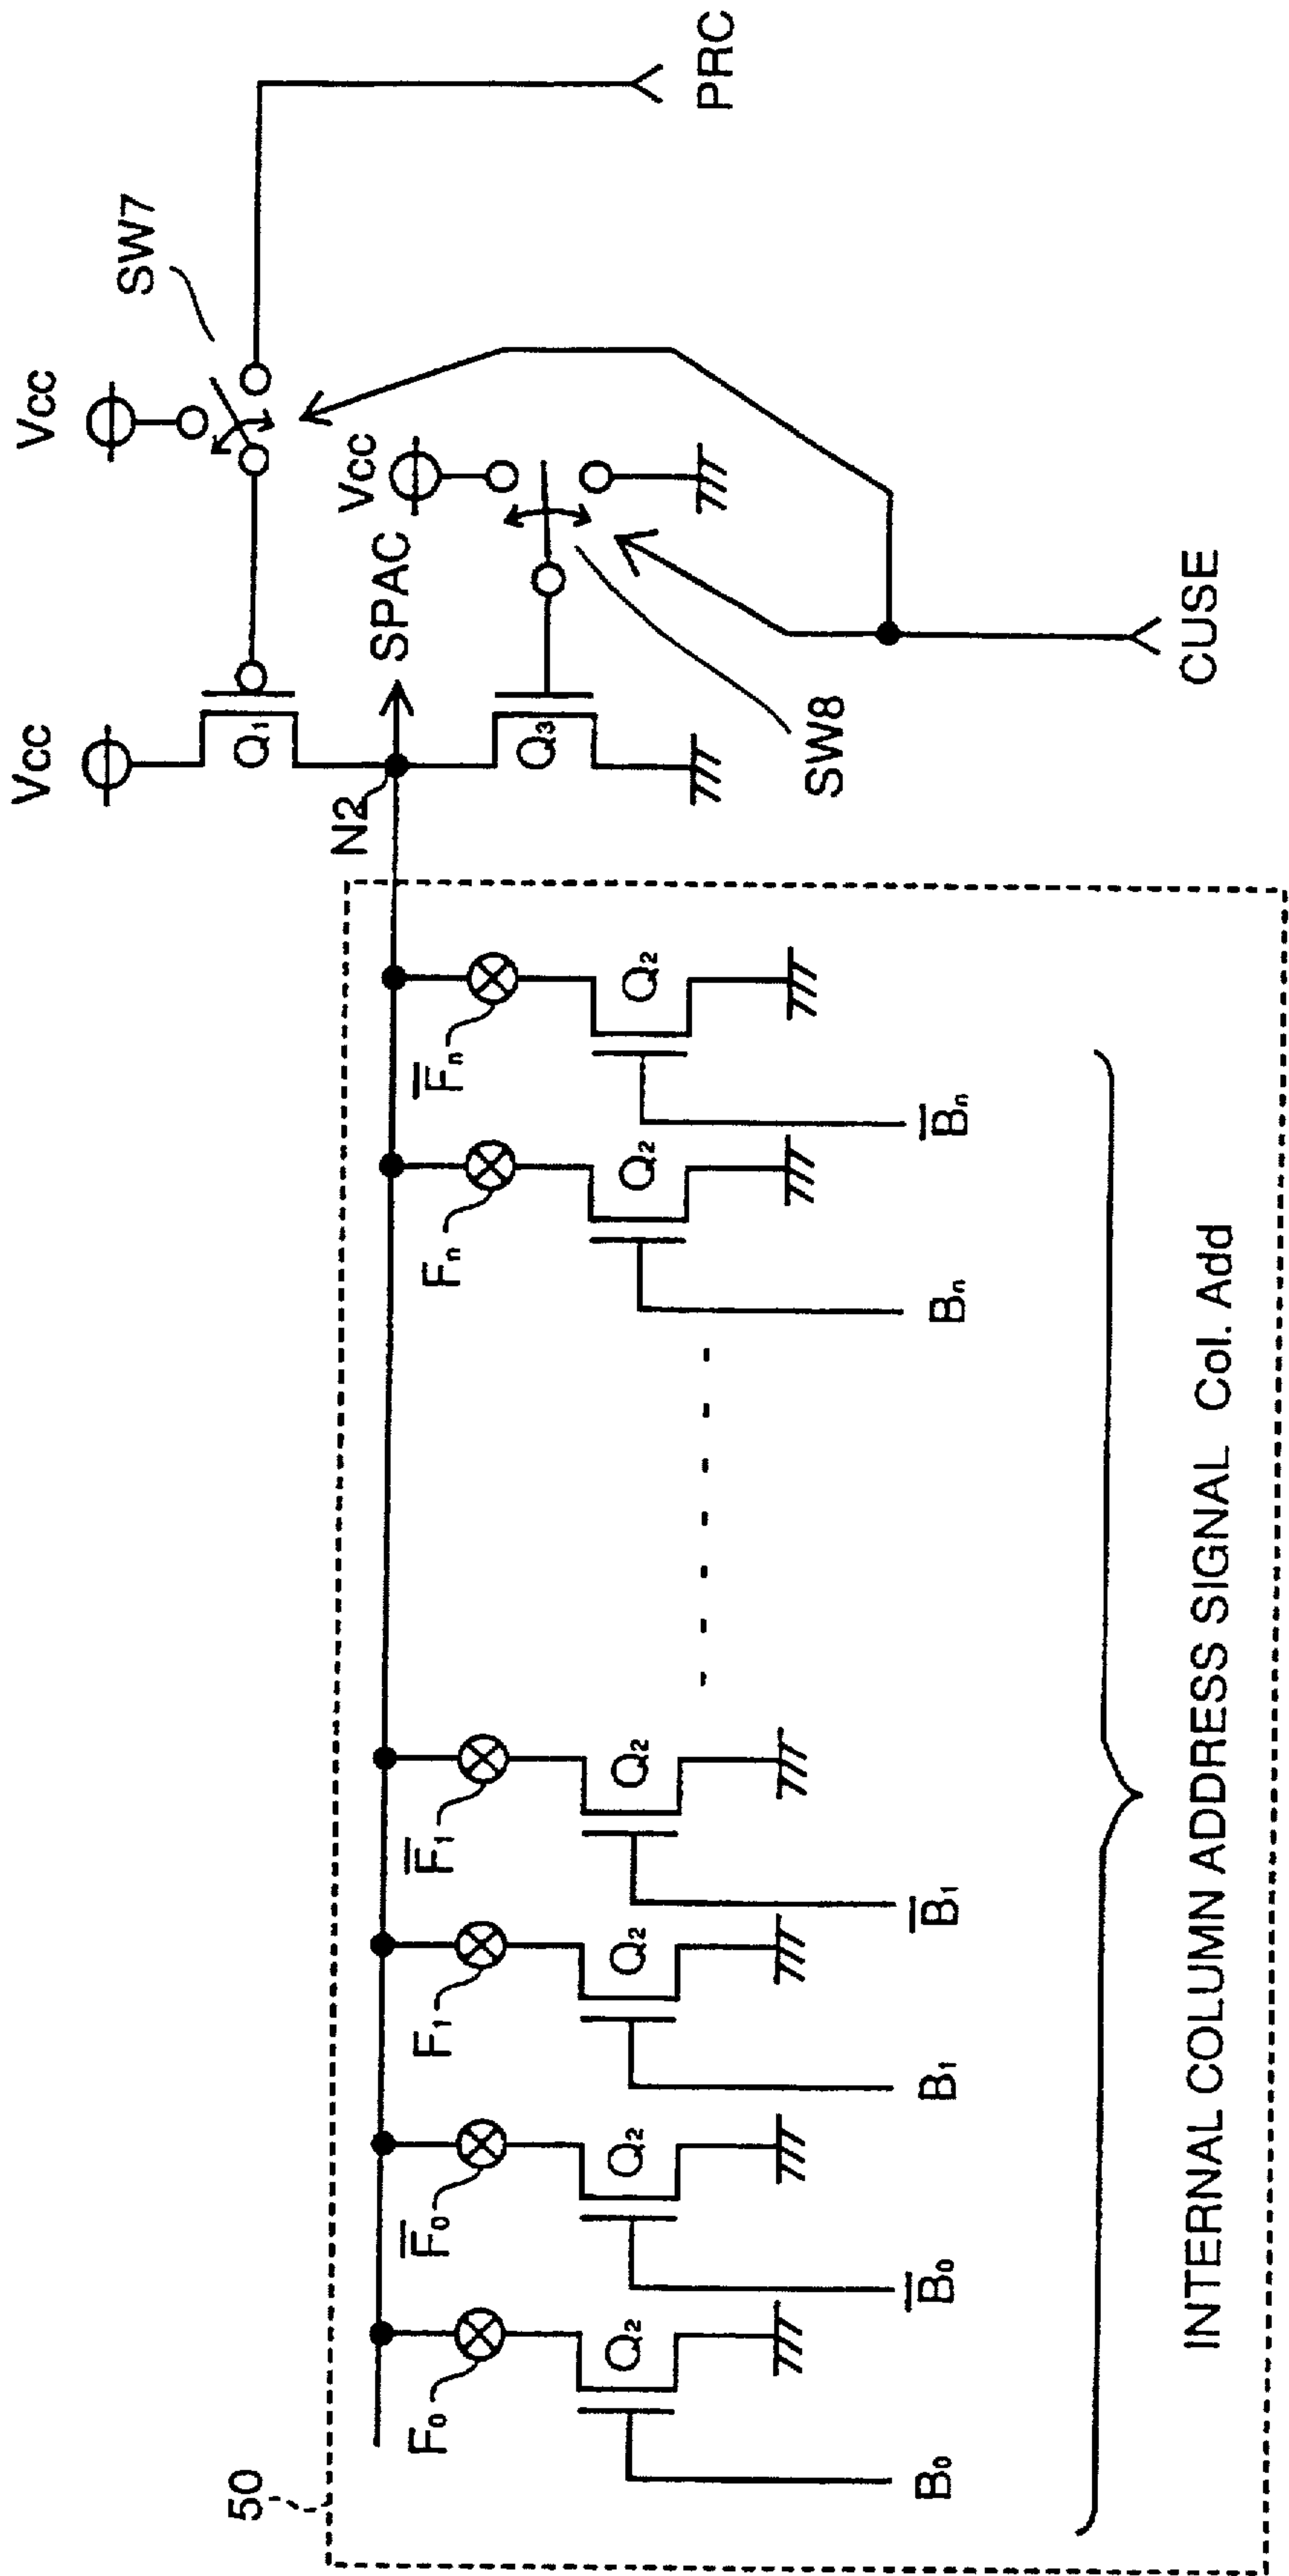 Vcc
Vcc
SW7
Q₁
Vcc
PRC
N2
SPAC
50
F₀
F̅₀
F₁
F̅₁
Fₙ
F̅ₙ
Q₂
Q₂
Q₂
Q₂
Q₂
Q₂
Q₃
SW8
B₀
B̅₀
B₁
B̅₁
Bₙ
B̅ₙ
CUSE
INTERNAL COLUMN ADDRESS SIGNAL Col. Add